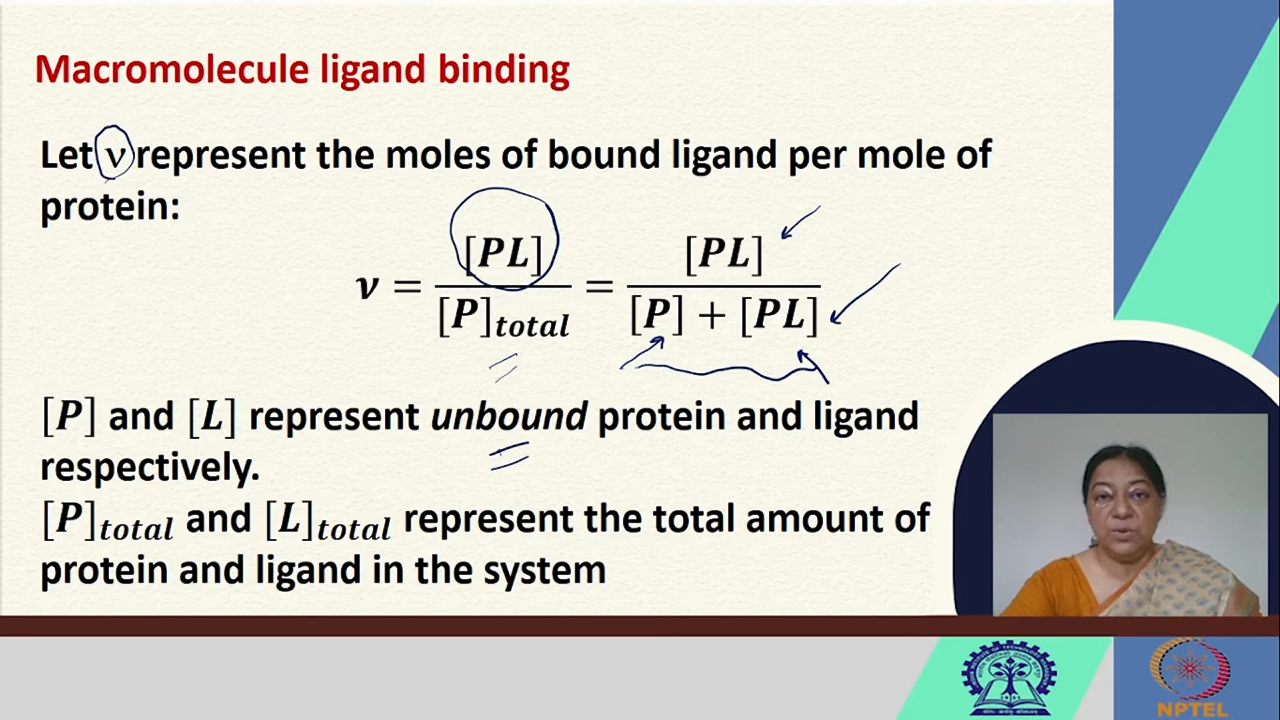 Macromolecule ligand binding
Let ν represent the moles of bound ligand per mole of
protein:
ν = [PL] / [P]total = [PL] / [P] + [PL]
[P] and [L] represent unbound protein and ligand
respectively.
[P]total and [L]total represent the total amount of
protein and ligand in the system
NPTEL